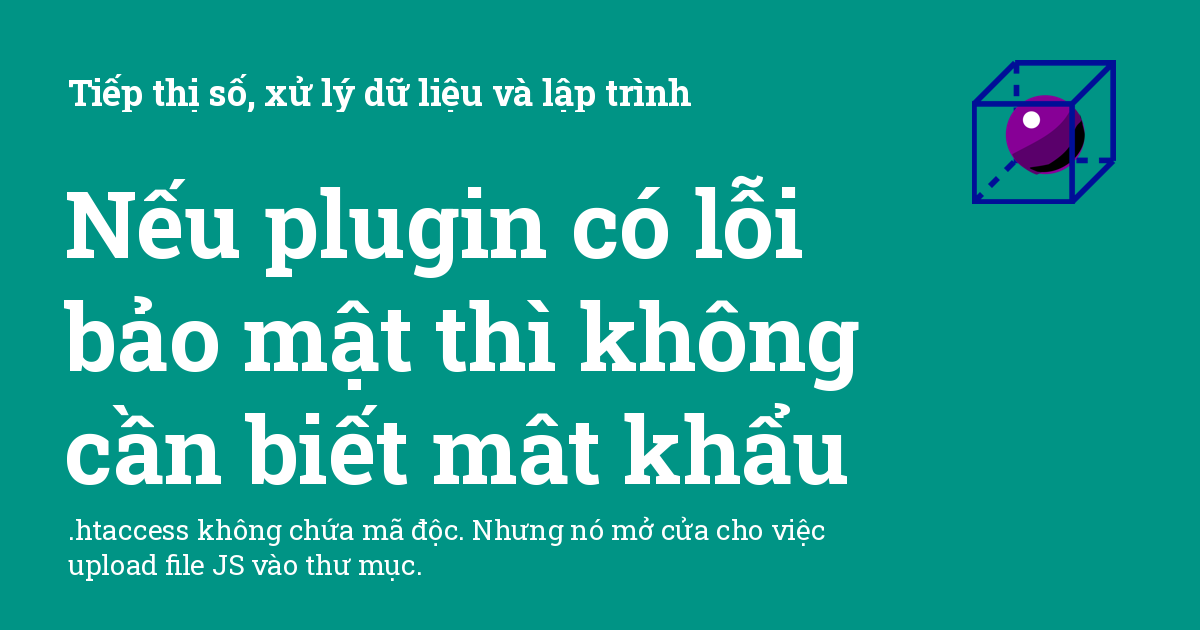 Tiếp thị số, xử lý dữ liệu và lập trình
Nếu plugin có lỗi
bảo mật thì không
cần biết mât khẩu
.htaccess không chứa mã độc. Nhưng nó mở cửa cho việc
upload file JS vào thư mục.